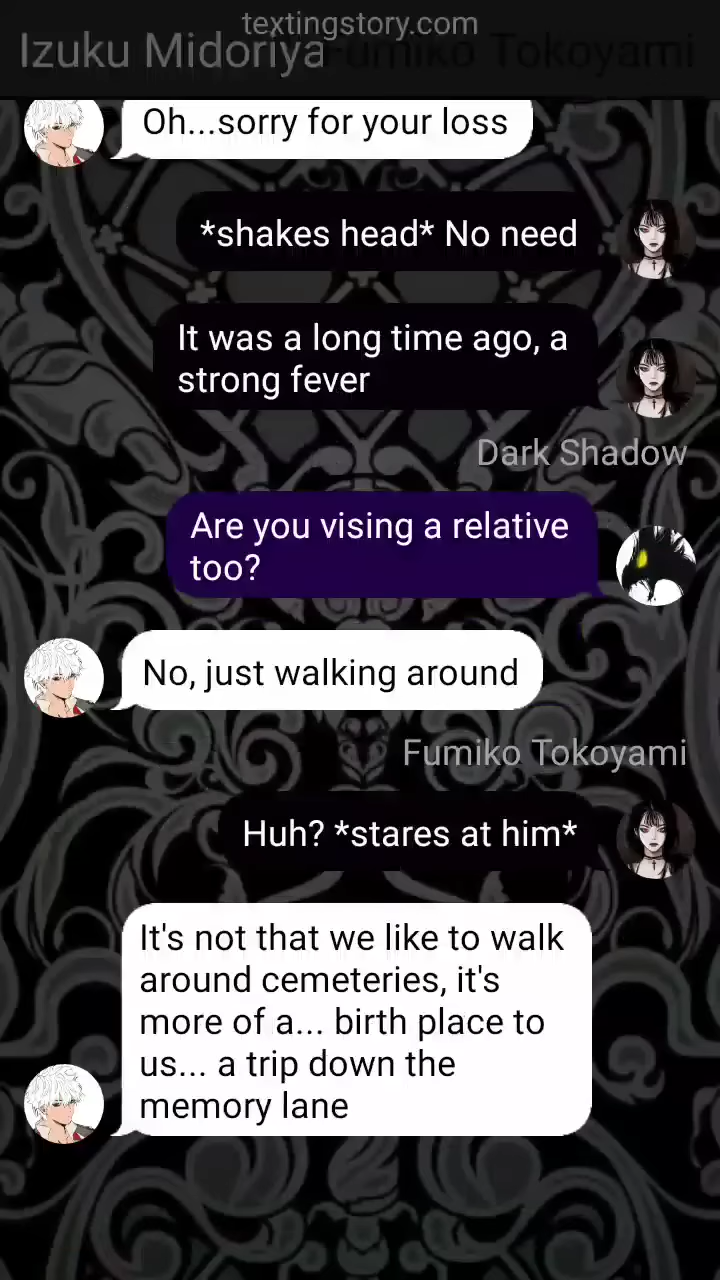 textingstory.com
Izuku Midoriya Fumiko Tokoyami
Oh...sorry for your loss
*shakes head* No need
It was a long time ago, a
strong fever
Dark Shadow
Are you vising a relative
too?
No, just walking around
Fumiko Tokoyami
Huh? *stares at him*
It's not that we like to walk
around cemeteries, it's
more of a... birth place to
us... a trip down the
memory lane